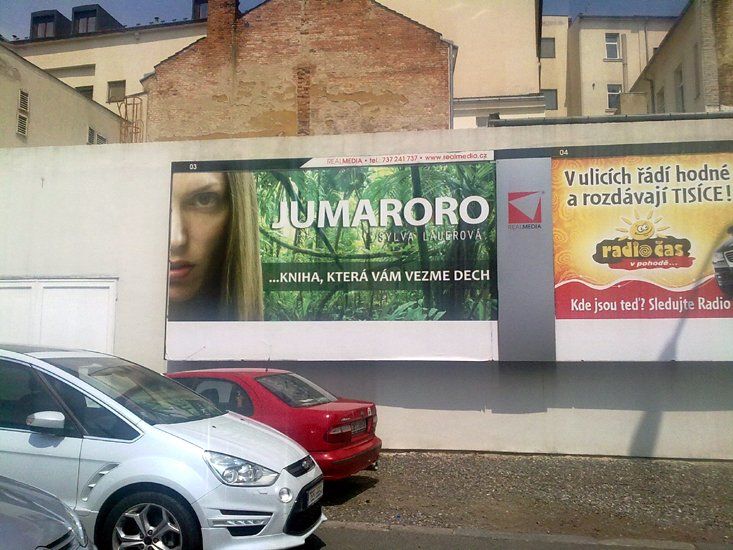 03
REALMEDIA • tel.: 737 241 737 • www.realmedia.cz
JUMARORO
SYLVA LAUEROVÁ
...KNIHA, KTERÁ VÁM VEZME DECH
REALMEDIA
04
V ulicích řádí hodné
a rozdávají TISÍCE!
radio čas
v pohodě...
Kde jsou teď? Sledujte Radio